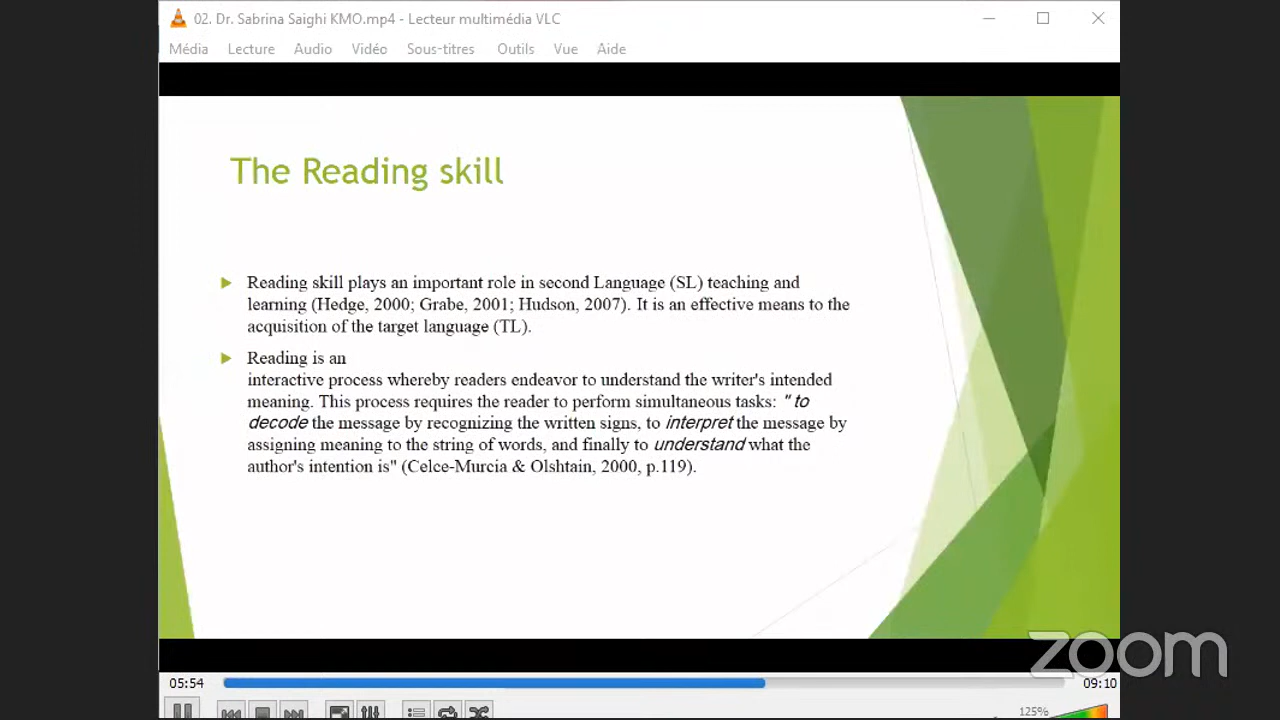 02. Dr. Sabrina Saighi KMO.mp4 - Lecteur multimédia VLC
Média Lecture Audio Vidéo Sous-titres Outils Vue Aide
The Reading skill
Reading skill plays an important role in second Language (SL) teaching and
learning (Hedge, 2000; Grabe, 2001; Hudson, 2007). It is an effective means to the
acquisition of the target language (TL).
Reading is an
interactive process whereby readers endeavor to understand the writer's intended
meaning. This process requires the reader to perform simultaneous tasks: " to
decode the message by recognizing the written signs, to interpret the message by
assigning meaning to the string of words, and finally to understand what the
author's intention is" (Celce-Murcia & Olshtain, 2000, p.119).
zoom
05:54 09:10
125%